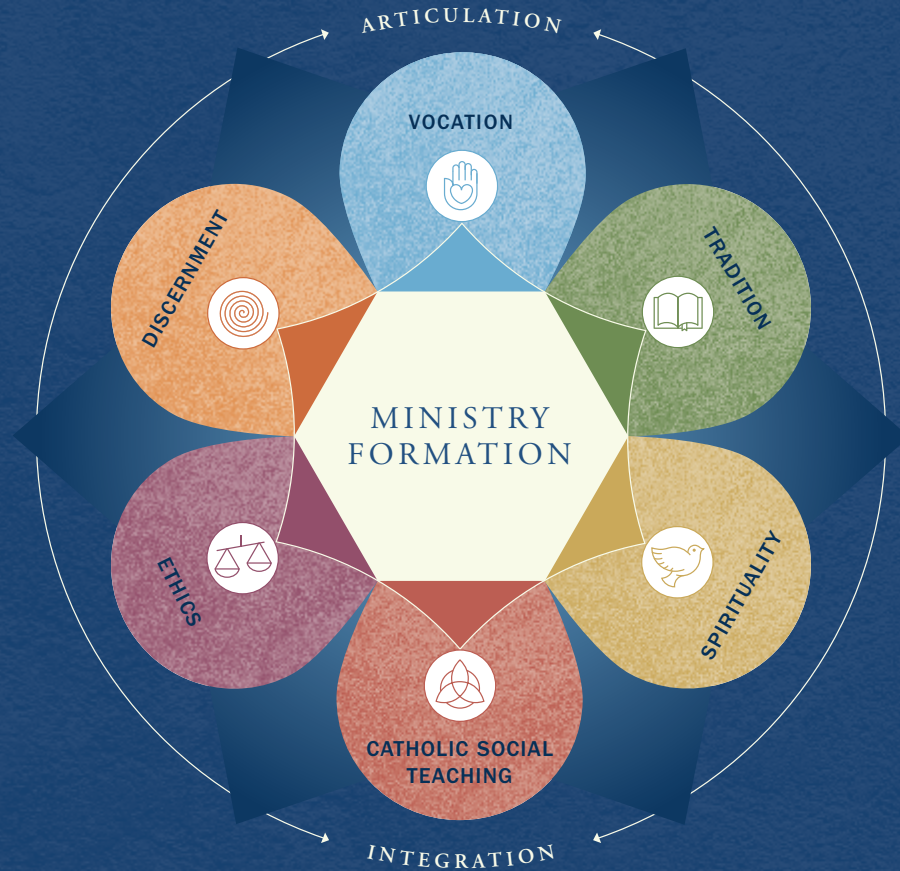 ARTICULATION
VOCATION
DISCERNMENT
TRADITION
MINISTRY
FORMATION
ETHICS
SPIRITUALITY
CATHOLIC SOCIAL
TEACHING
INTEGRATION